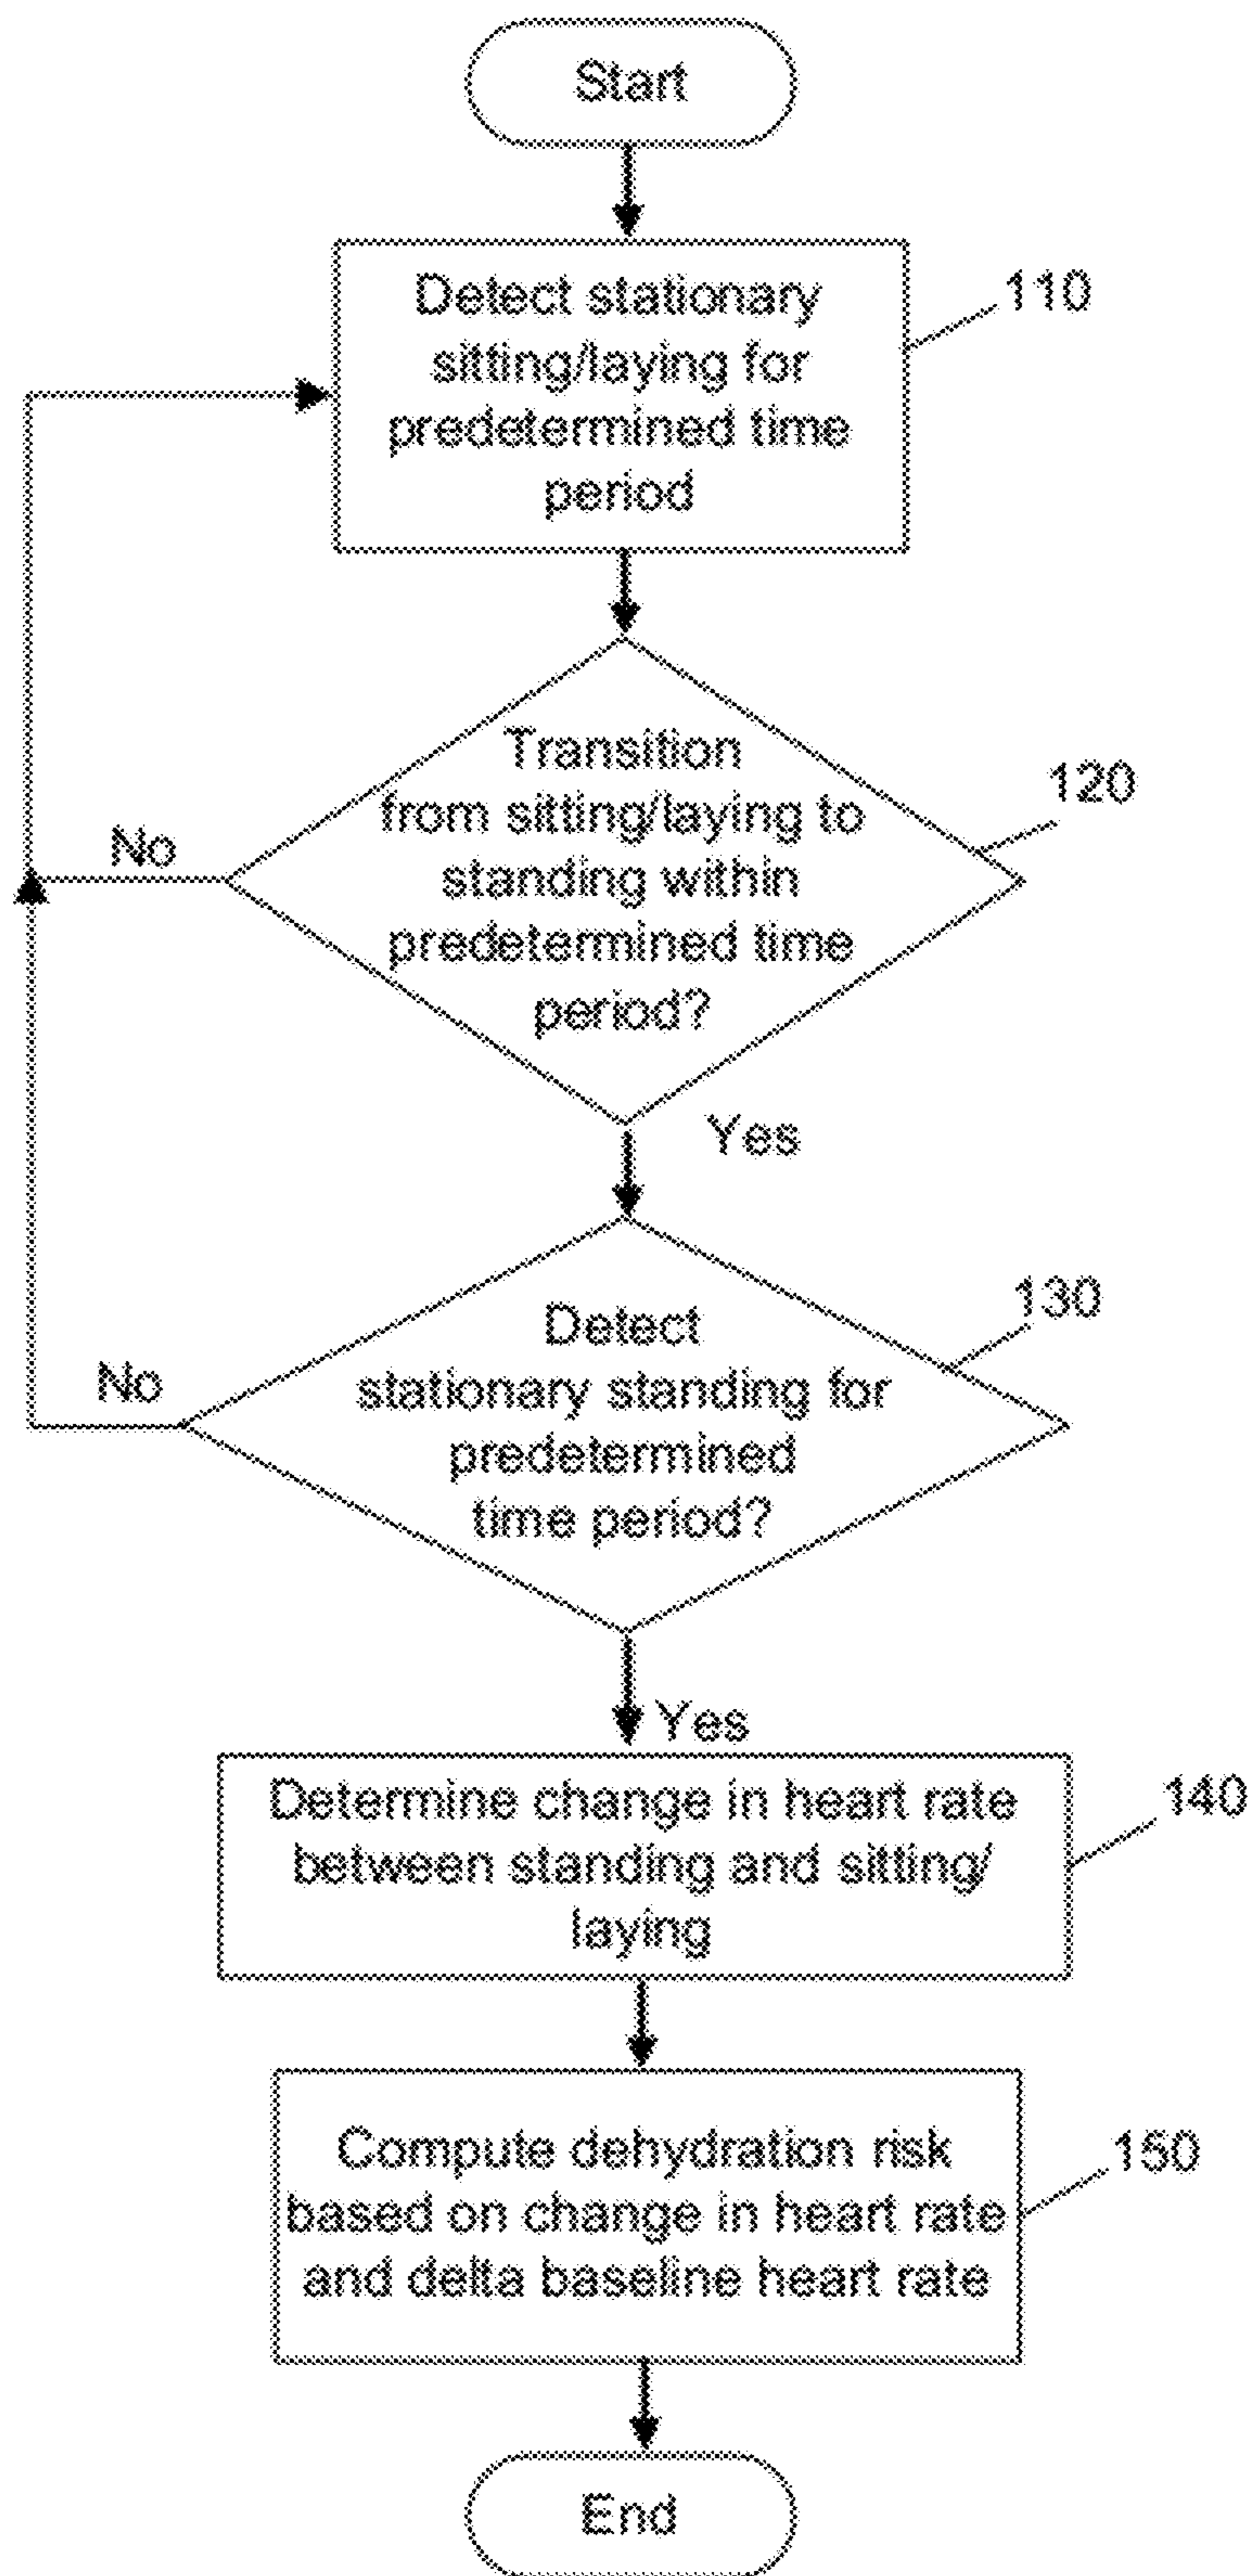 Start
Detect stationary
sitting/laying for
predetermined time
period
110
Transition
from sitting/laying to
standing within
predetermined time
period?
120
No
Yes
Detect
stationary standing for
predetermined
time period?
130
No
Yes
Determine change in heart rate
between standing and sitting/
laying
140
Compute dehydration risk
based on change in heart rate
and delta baseline heart rate
150
End